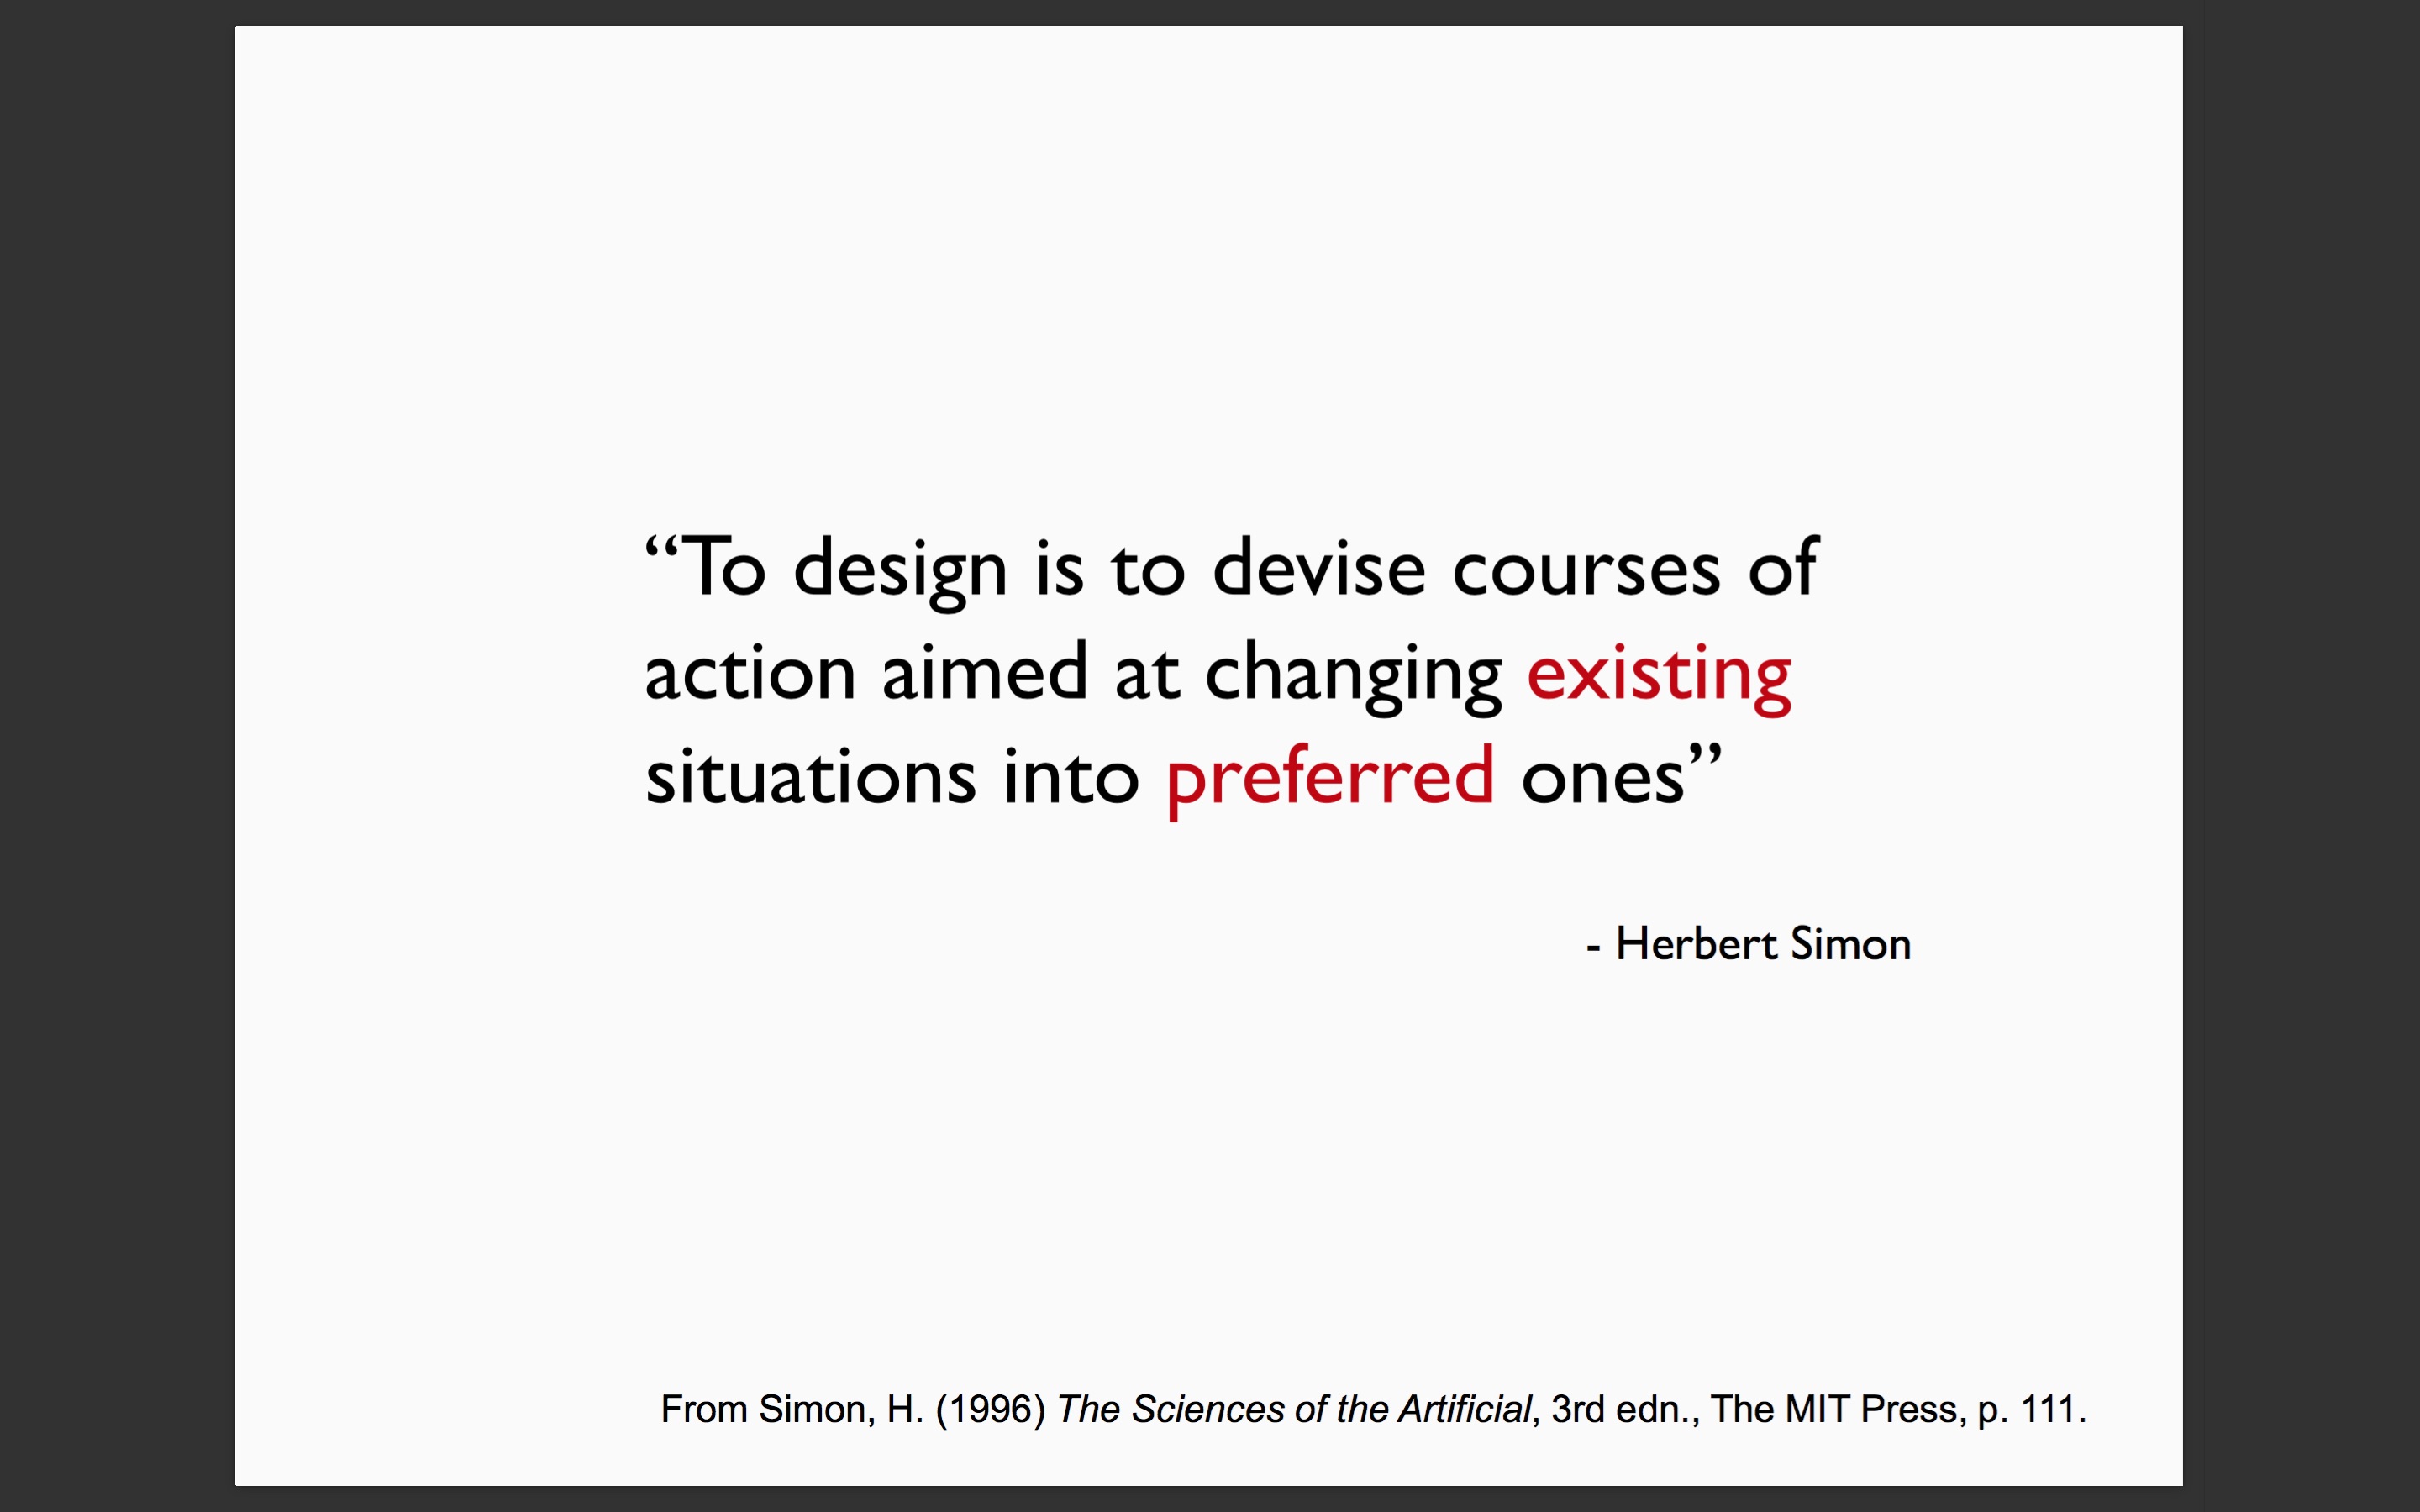 “To design is to devise courses of
action aimed at changing existing
situations into preferred ones”
- Herbert Simon
From Simon, H. (1996) The Sciences of the Artificial, 3rd edn., The MIT Press, p. 111.